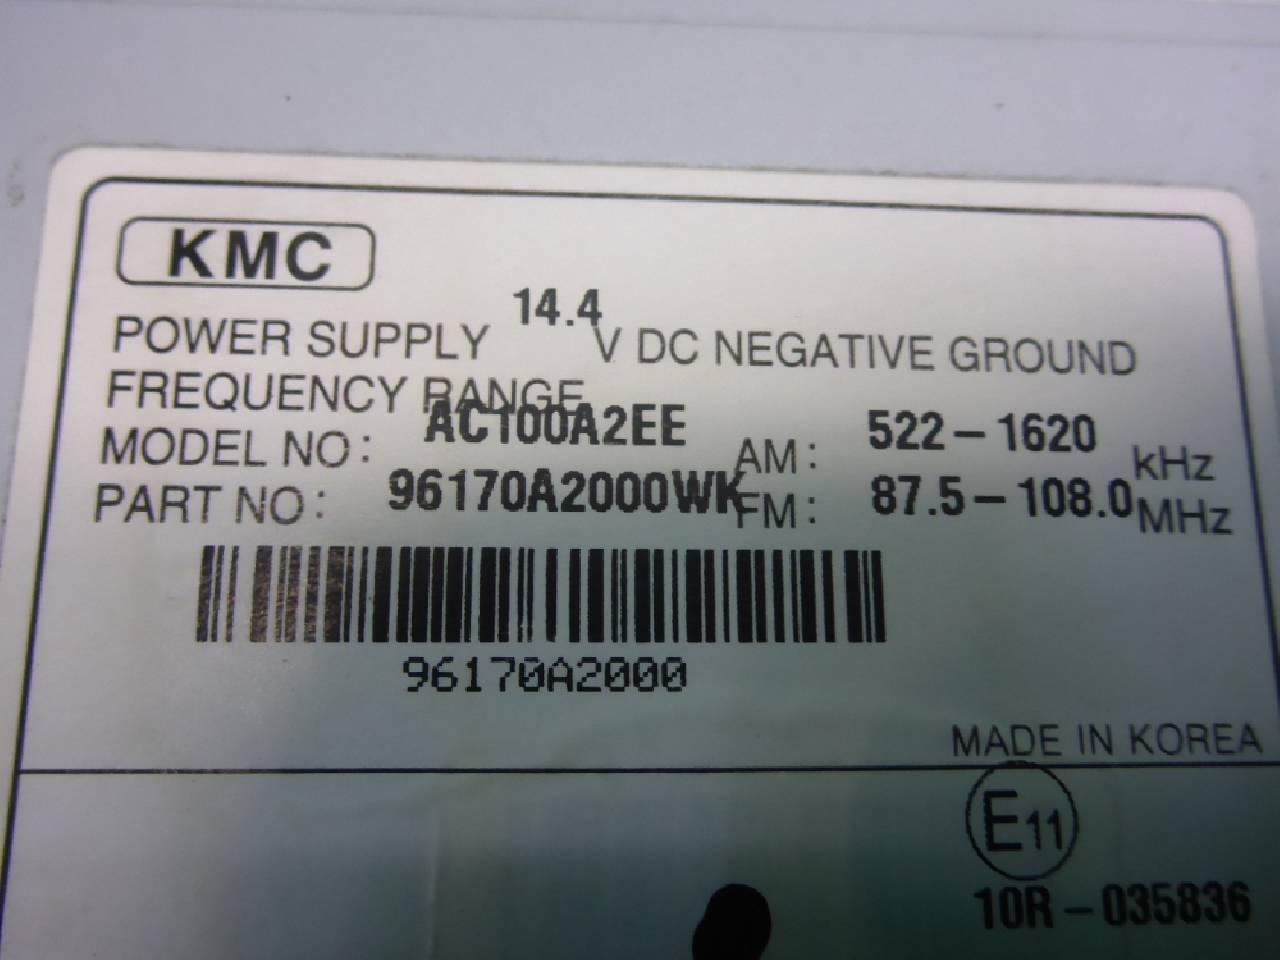 KMC
POWER SUPPLY 14.4 V DC NEGATIVE GROUND
FREQUENCY RANGE
MODEL NO: AC100A2EE AM: 522-1620 kHz
PART NO: 96170A2000WK FM: 87.5-108.0 MHz
96170A2000
MADE IN KOREA
E11
10R-035836